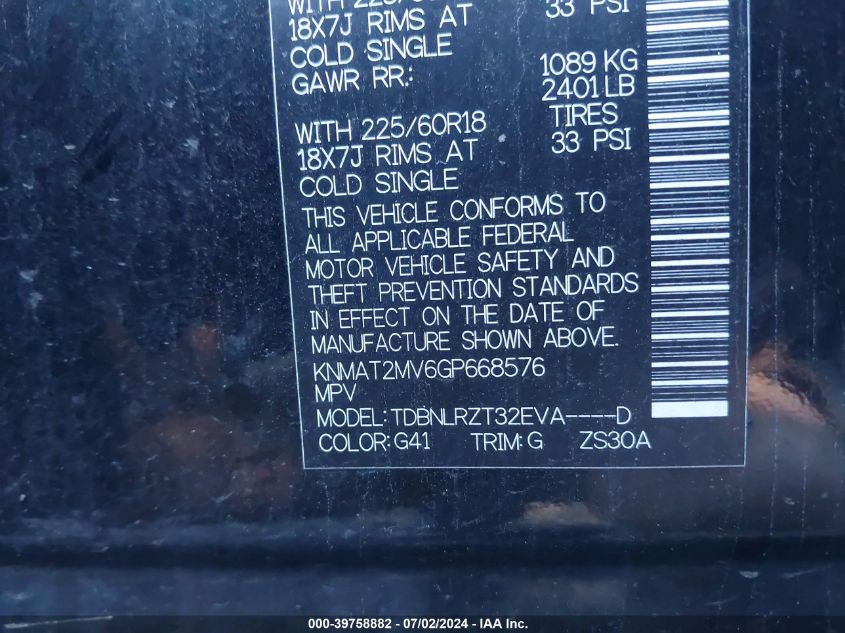 WITH 225/60
18X7J RIMS AT 33 PSI
COLD SINGLE
GAWR RR: 1089 KG
2401 LB
WITH 225/60R18 TIRES
18X7J RIMS AT 33 PSI
COLD SINGLE
THIS VEHICLE CONFORMS TO
ALL APPLICABLE FEDERAL
MOTOR VEHICLE SAFETY AND
THEFT PREVENTION STANDARDS
IN EFFECT ON THE DATE OF
MANUFACTURE SHOWN ABOVE.
KNMAT2MV6GP668576
MPV
MODEL: TDBNLRZT32EVA----D
COLOR: G41 TRIM: G ZS30A
000-39758882 - 07/02/2024 - IAA Inc.